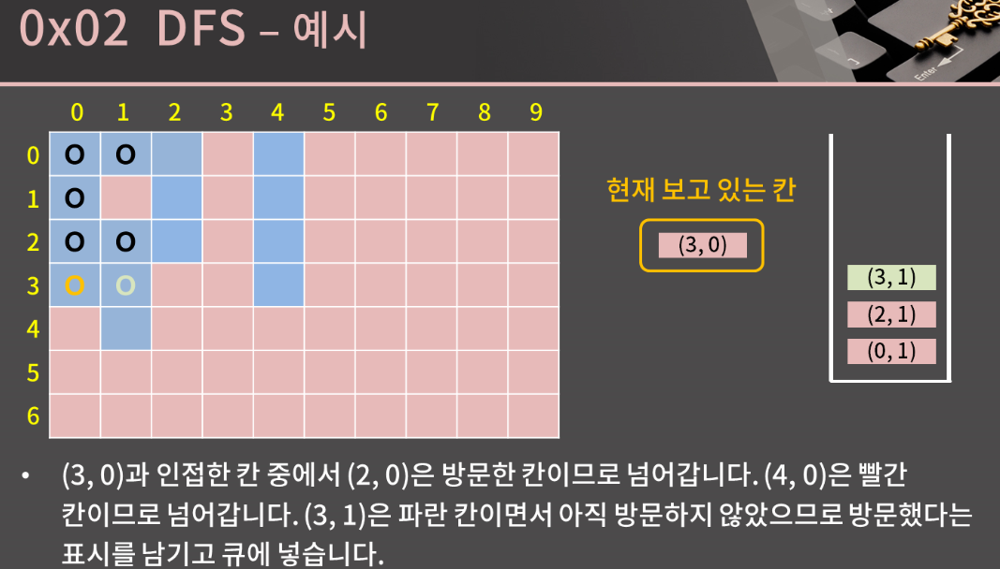 0x02 DFS – 예시
0 1 2 3 4 5 6 7 8 9
0 O O
1 O
2 O O
3 O O
4
5
6
현재 보고 있는 칸
(3, 0)
(3, 1)
(2, 1)
(0, 1)
• (3, 0)과 인접한 칸 중에서 (2, 0)은 방문한 칸이므로 넘어갑니다. (4, 0)은 빨간
칸이므로 넘어갑니다. (3, 1)은 파란 칸이면서 아직 방문하지 않았으므로 방문했다는
표시를 남기고 큐에 넣습니다.
Enter